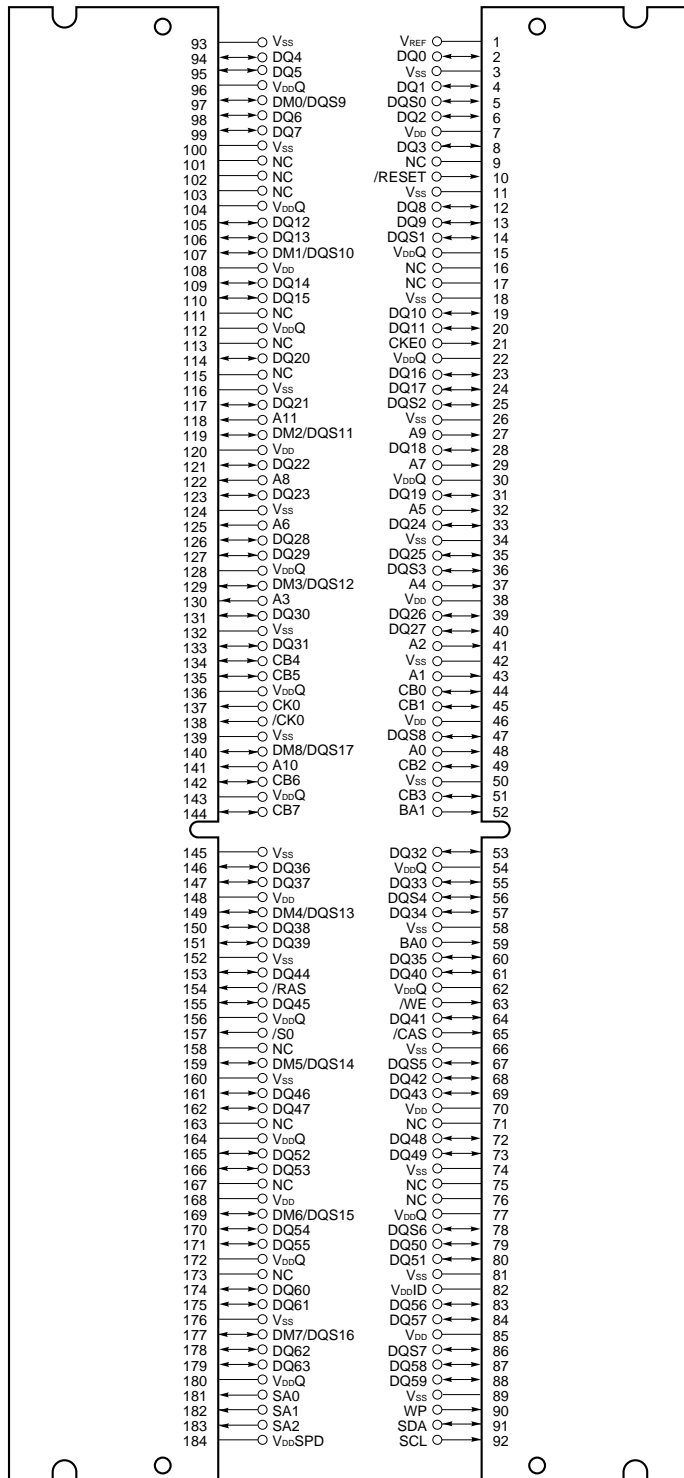 93 VSS VREF 1
94 DQ4 DQ0 2
95 DQ5 VSS 3
96 VDDQ DQ1 4
97 DM0/DQS9 DQS0 5
98 DQ6 DQ2 6
99 DQ7 VDD 7
100 VSS DQ3 8
101 NC NC 9
102 NC /RESET 10
103 NC VSS 11
104 VDDQ DQ8 12
105 DQ12 DQ9 13
106 DQ13 DQS1 14
107 DM1/DQS10 VDDQ 15
108 VDD NC 16
109 DQ14 NC 17
110 DQ15 VSS 18
111 NC DQ10 19
112 VDDQ DQ11 20
113 NC CKE0 21
114 DQ20 VDDQ 22
115 NC DQ16 23
116 VSS DQ17 24
117 DQ21 DQS2 25
118 A11 VSS 26
119 DM2/DQS11 A9 27
120 VDD DQ18 28
121 DQ22 A7 29
122 A8 VDDQ 30
123 DQ23 DQ19 31
124 VSS A5 32
125 A6 DQ24 33
126 DQ28 VSS 34
127 DQ29 DQ25 35
128 VDDQ DQS3 36
129 DM3/DQS12 A4 37
130 A3 VDD 38
131 DQ30 DQ26 39
132 VSS DQ27 40
133 DQ31 A2 41
134 CB4 VSS 42
135 CB5 A1 43
136 VDDQ CB0 44
137 CK0 CB1 45
138 /CK0 VDD 46
139 VSS DQS8 47
140 DM8/DQS17 A0 48
141 A10 CB2 49
142 CB6 VSS 50
143 VDDQ CB3 51
144 CB7 BA1 52
145 VSS DQ32 53
146 DQ36 VDDQ 54
147 DQ37 DQ33 55
148 VDD DQS4 56
149 DM4/DQS13 DQ34 57
150 DQ38 VSS 58
151 DQ39 BA0 59
152 VSS DQ35 60
153 DQ44 DQ40 61
154 /RAS VDDQ 62
155 DQ45 /WE 63
156 VDDQ DQ41 64
157 /S0 /CAS 65
158 NC VSS 66
159 DM5/DQS14 DQS5 67
160 VSS DQ42 68
161 DQ46 DQ43 69
162 DQ47 VDD 70
163 NC NC 71
164 VDDQ DQ48 72
165 DQ52 DQ49 73
166 DQ53 VSS 74
167 NC NC 75
168 VDD NC 76
169 DM6/DQS15 VDDQ 77
170 DQ54 DQS6 78
171 DQ55 DQ50 79
172 VDDQ DQ51 80
173 NC VSS 81
174 DQ60 VDDID 82
175 DQ61 DQ56 83
176 VSS DQ57 84
177 DM7/DQS16 VDD 85
178 DQ62 DQS7 86
179 DQ63 DQ58 87
180 VDDQ DQ59 88
181 SA0 VSS 89
182 SA1 WP 90
183 SA2 SDA 91
184 VDDSPD SCL 92